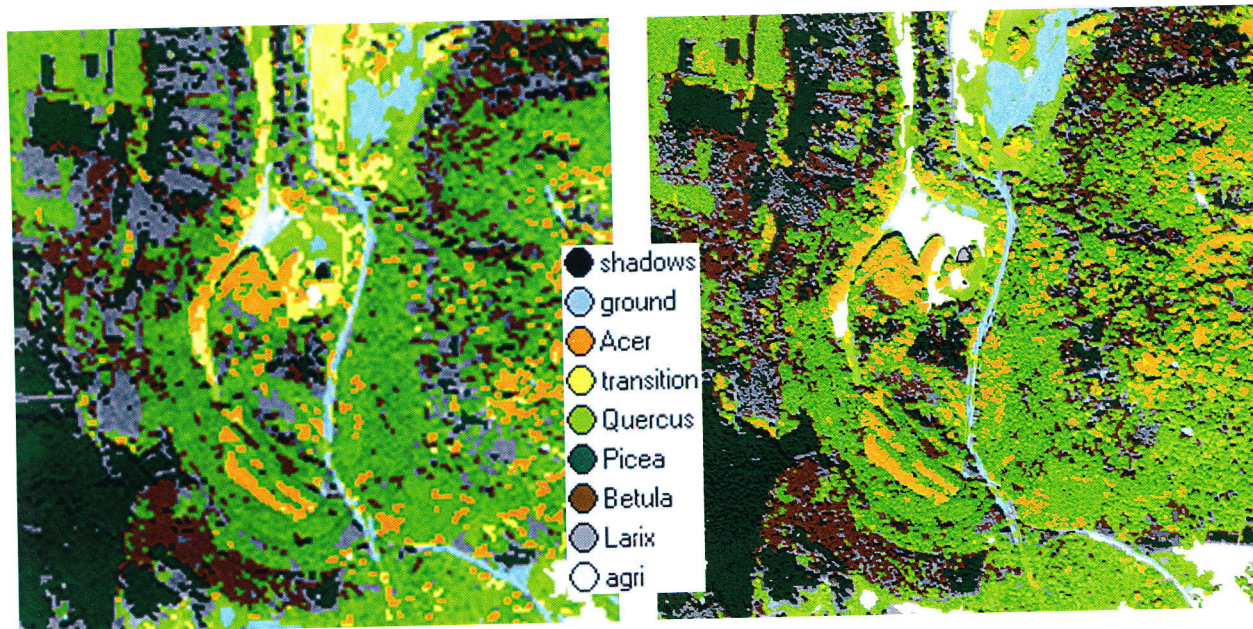 shadows
ground
Acer
transition
Quercus
Picea
Betula
Larix
agri